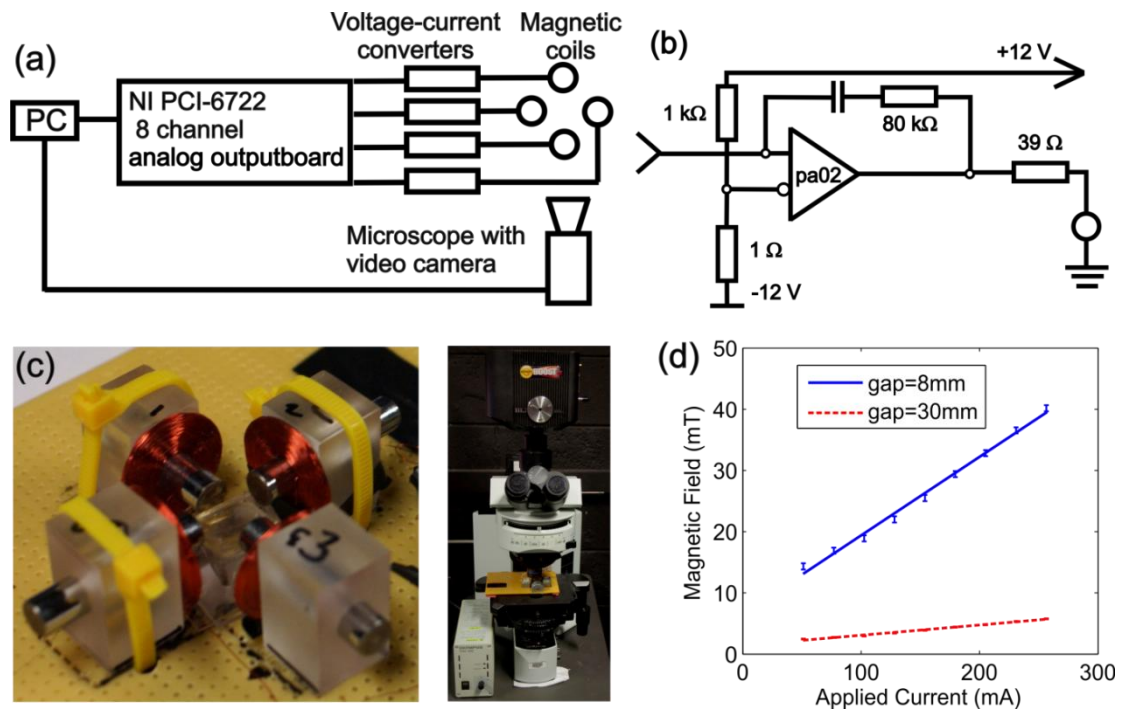 (a)
Voltage-current
converters
Magnetic
coils
PC
NI PCI-6722
8 channel
analog outputboard
Microscope with
video camera
(b)
+12 V
1 kΩ
80 kΩ
39 Ω
pa02
1 Ω
-12 V
(c)
1
2
3
(d)
50
40
30
20
10
0
Magnetic Field (mT)
gap=8mm
gap=30mm
0
100
200
300
Applied Current (mA)